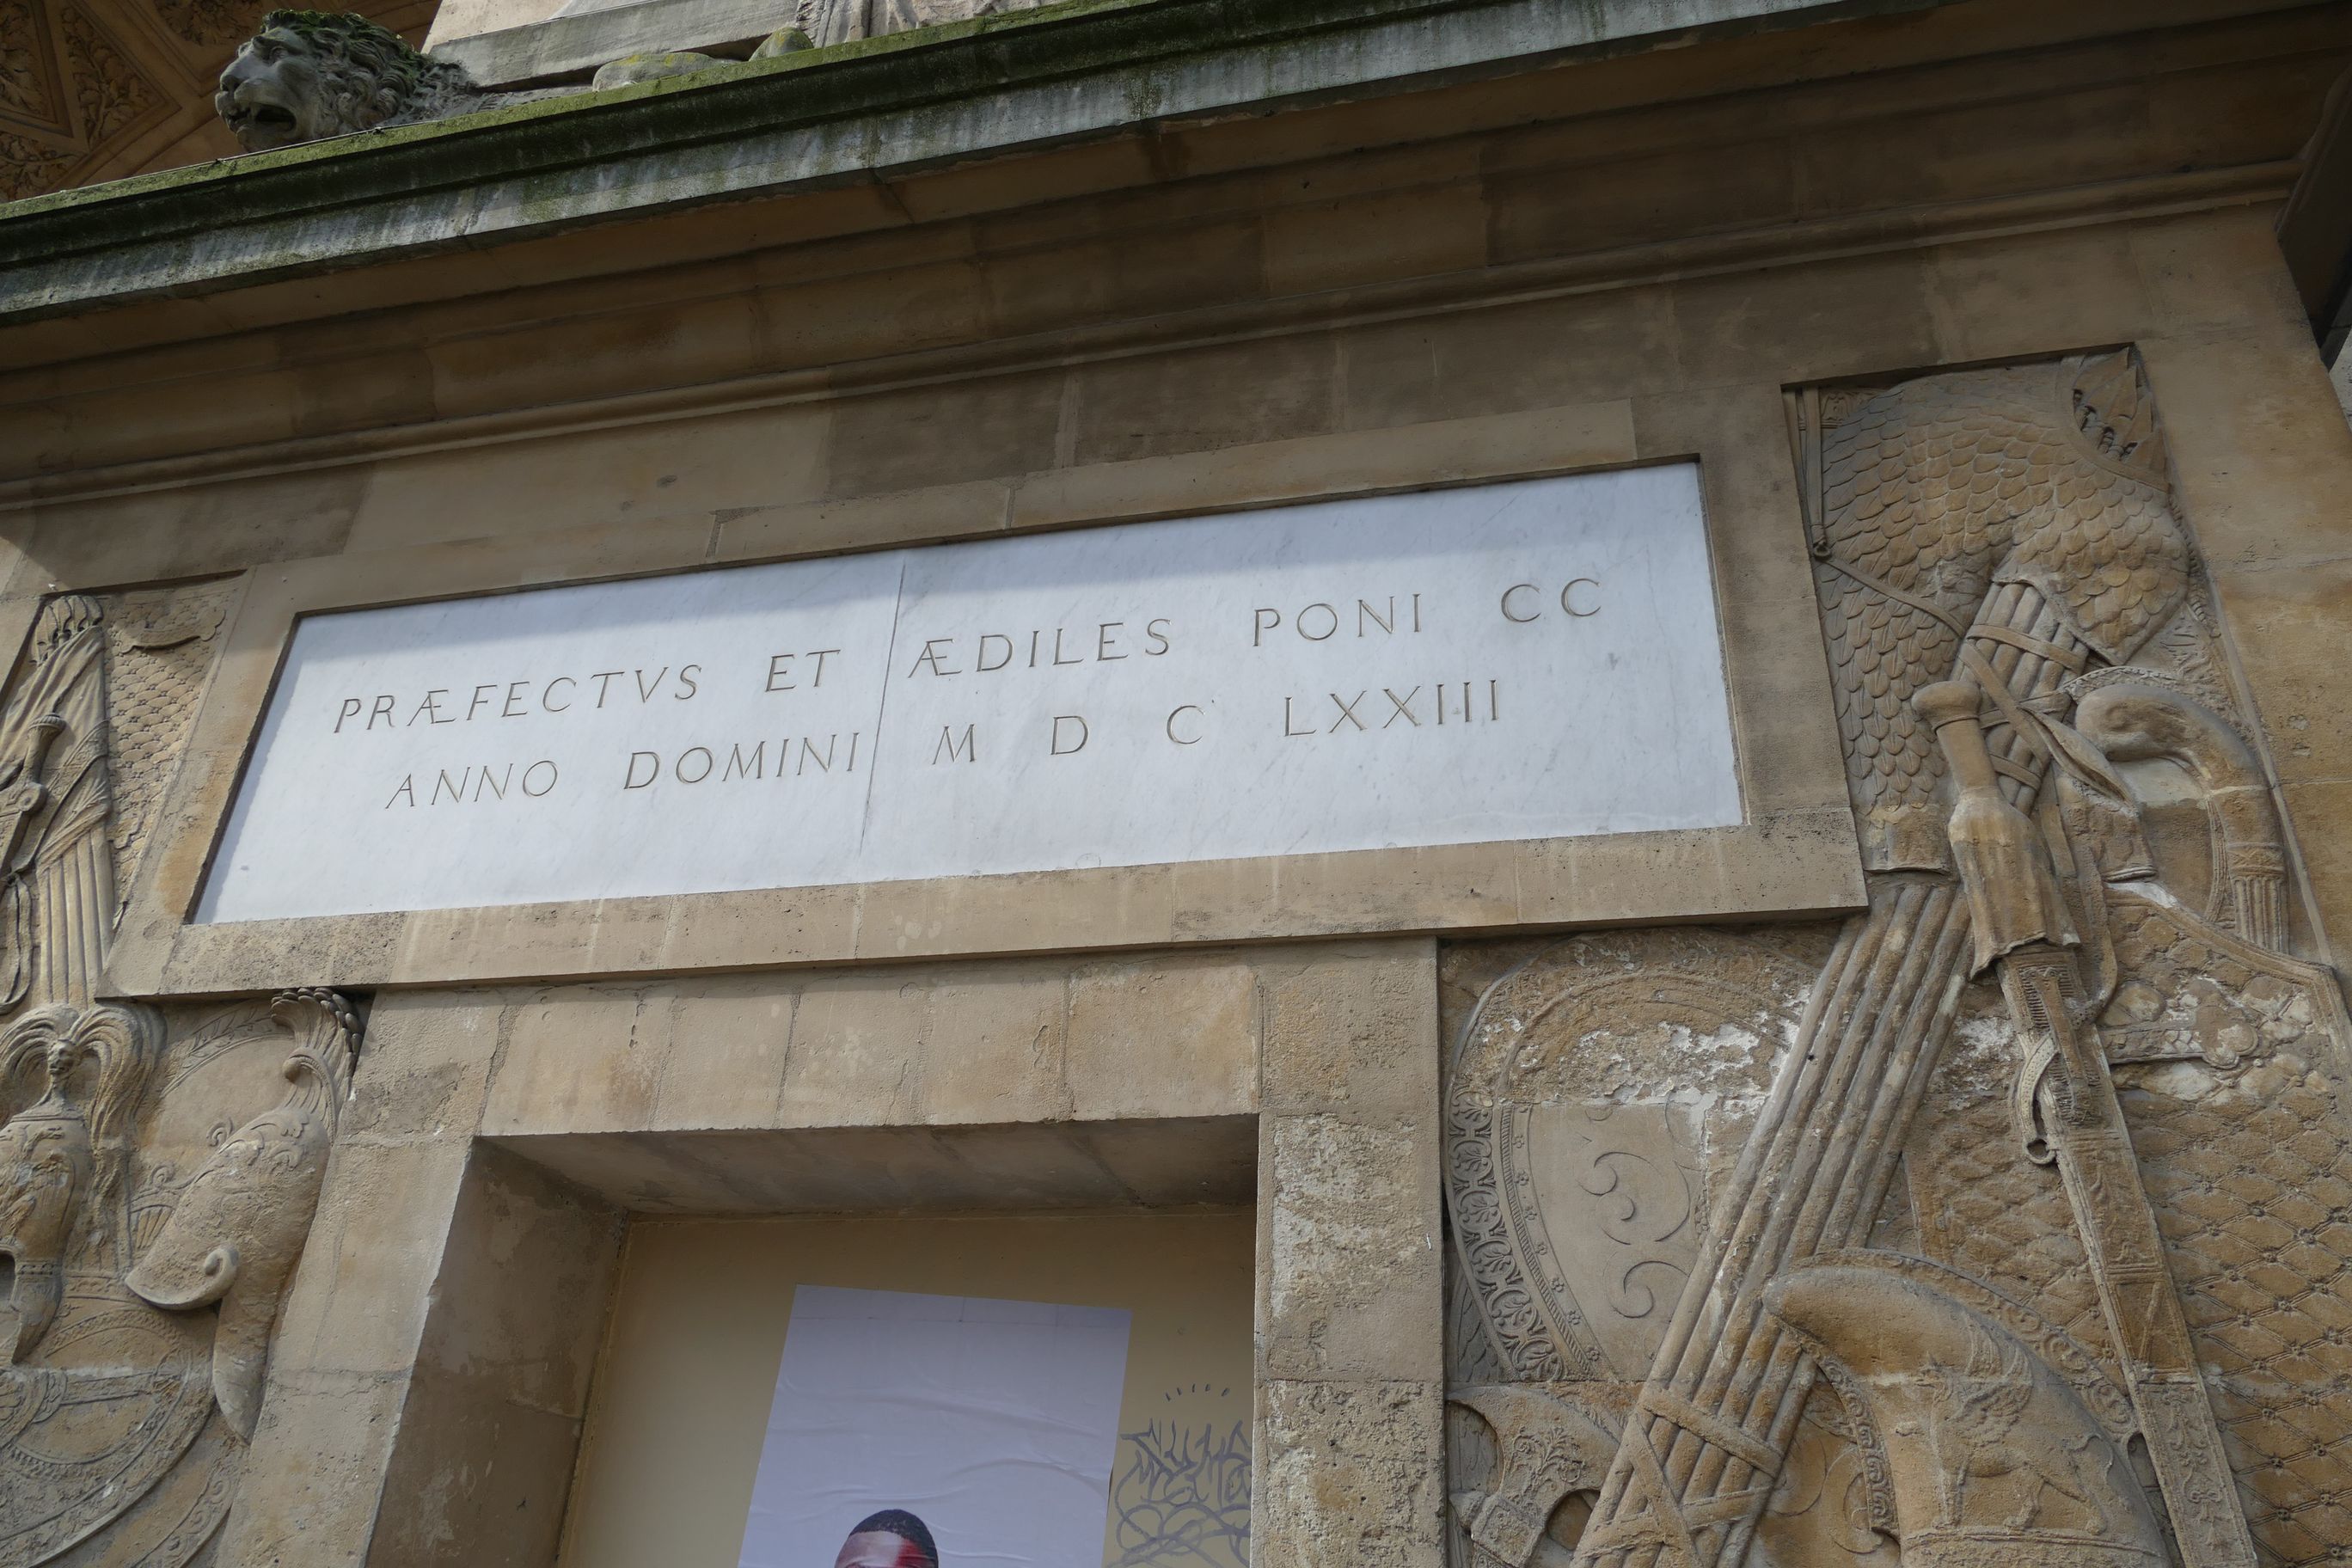 PRÆFECTVS ET ÆDILES PONI CC
ANNO DOMINI M D C LXXIII